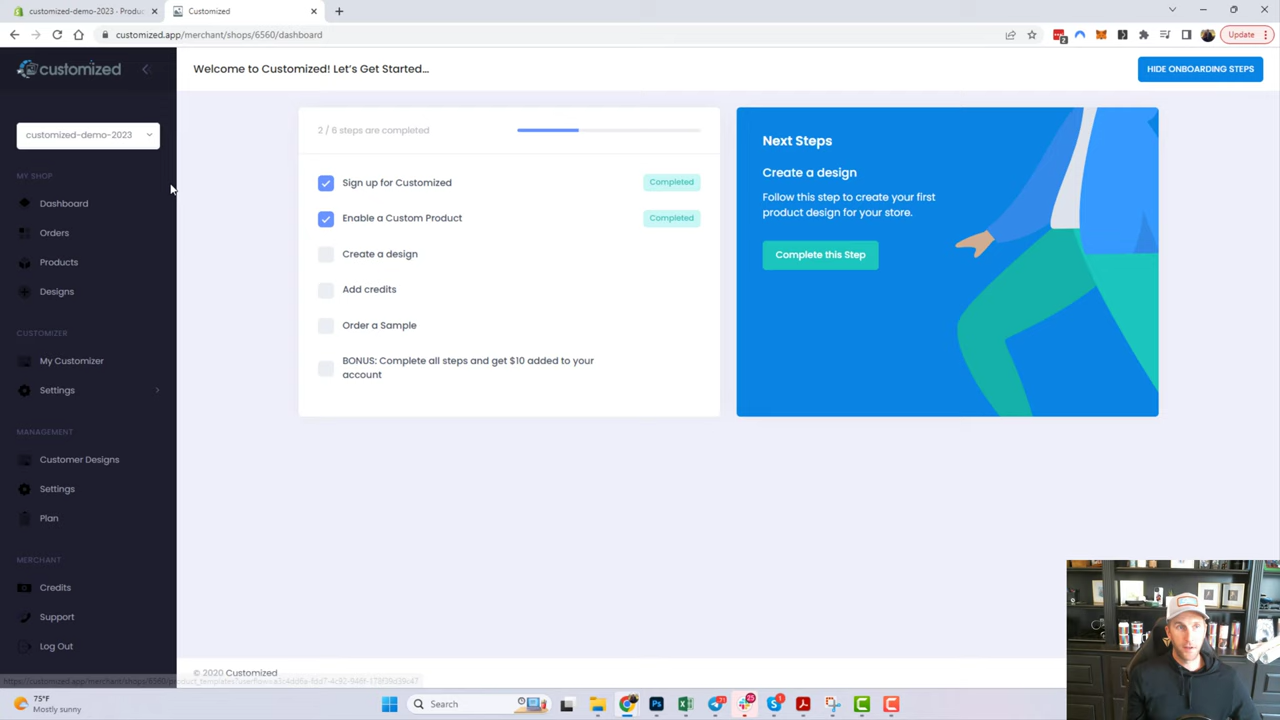 customized-demo-2023 - Produc
Customized
customized.app/merchant/shops/6560/dashboard
Update
2
customized
Welcome to Customized! Let's Get Started...
HIDE ONBOARDING STEPS
customized-demo-2023
MY SHOP
Dashboard
Orders
Products
Designs
CUSTOMIZER
My Customizer
Settings
MANAGEMENT
Customer Designs
Settings
Plan
MERCHANT
Credits
Support
Log Out
2 / 6 steps are completed
Sign up for Customized
Completed
Enable a Custom Product
Completed
Create a design
Add credits
Order a Sample
BONUS: Complete all steps and get $10 added to your
account
Next Steps
Create a design
Follow this step to create your first
product design for your store.
Complete this Step
© 2020 Customized
75°F
Mostly sunny
Search
25
1